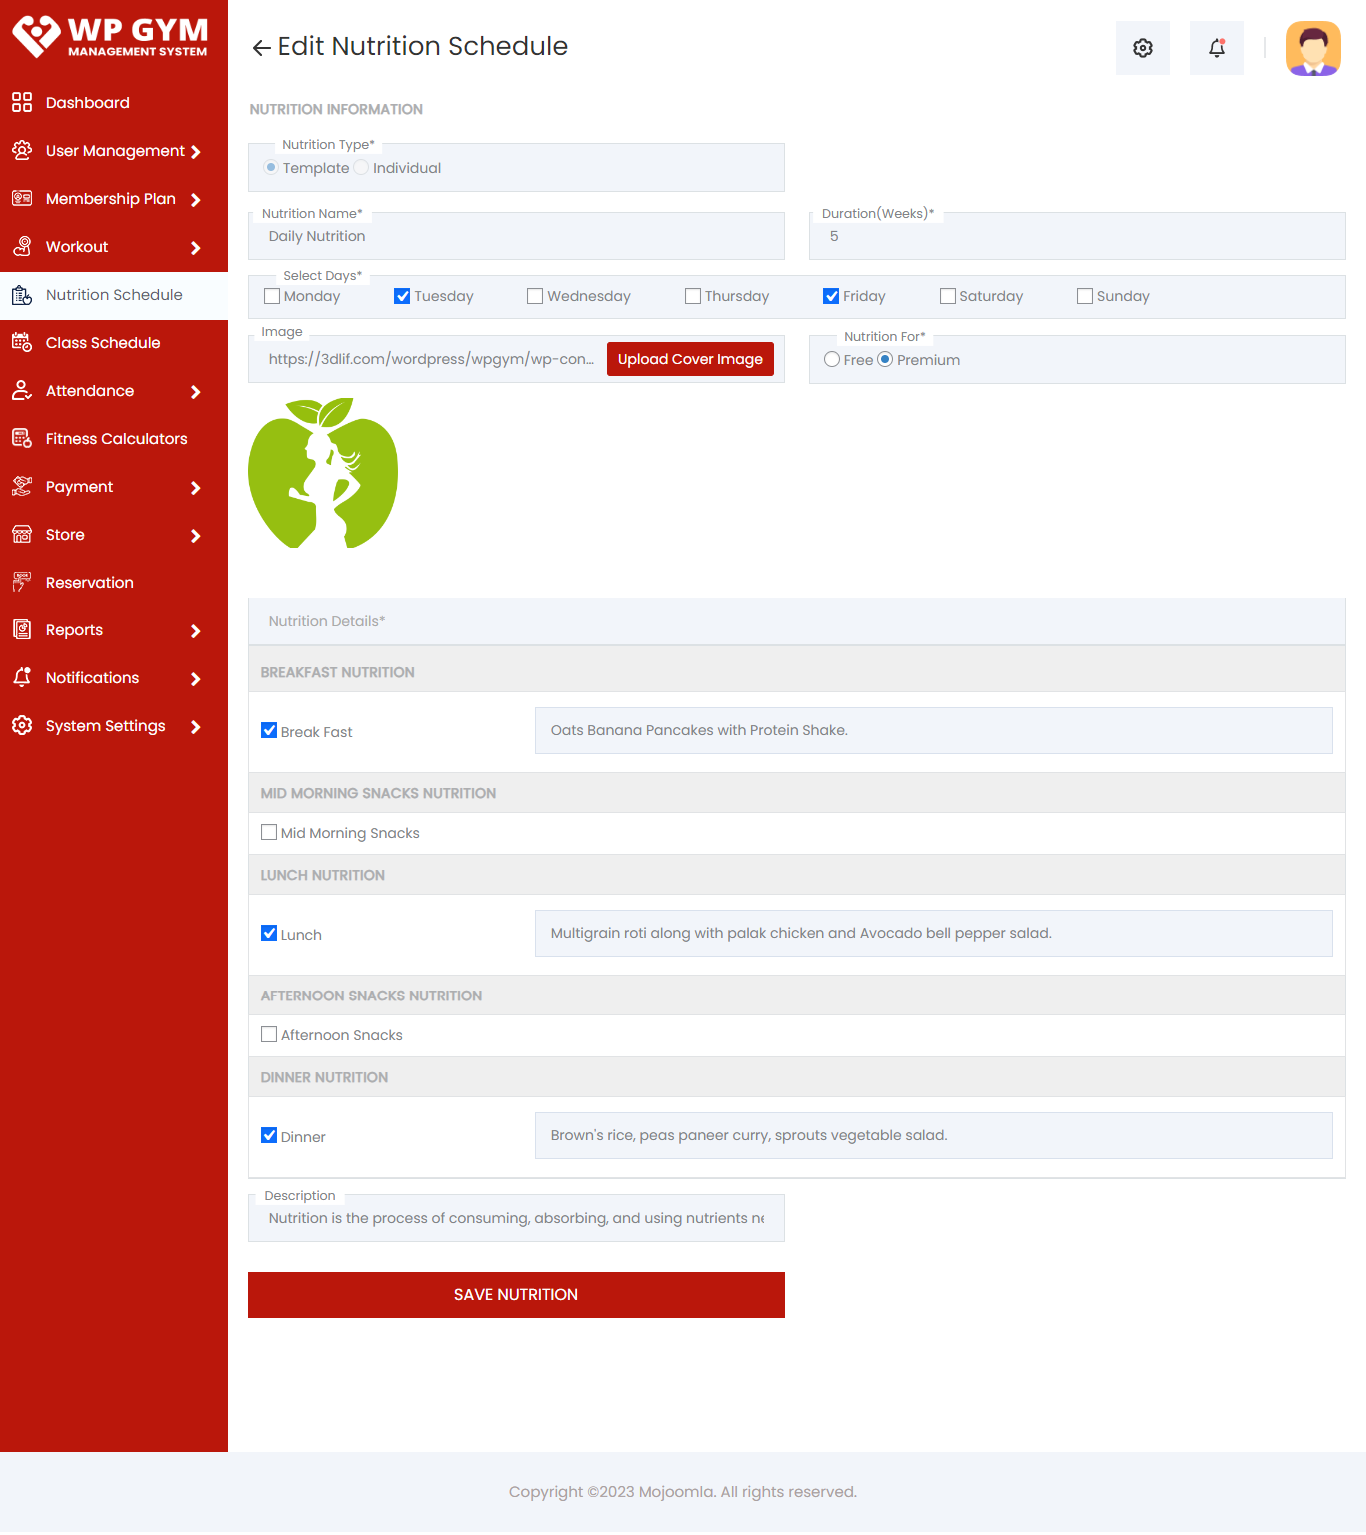 WP GYM
MANAGEMENT SYSTEM
Dashboard
User Management
Membership Plan
Workout
Nutrition Schedule
Class Schedule
Attendance
Fitness Calculators
Payment
Store
Reservation
Reports
Notifications
System Settings
Edit Nutrition Schedule
NUTRITION INFORMATION
Nutrition Type*
Template Individual
Nutrition Name*
Daily Nutrition
Duration(Weeks)*
5
Select Days*
Monday Tuesday Wednesday Thursday Friday Saturday Sunday
Image
https://3dlif.com/wordpress/wpgym/wp-con...
Upload Cover Image
Nutrition For*
Free Premium
Nutrition Details*
BREAKFAST NUTRITION
Break Fast
Oats Banana Pancakes with Protein Shake.
MID MORNING SNACKS NUTRITION
Mid Morning Snacks
LUNCH NUTRITION
Lunch
Multigrain roti along with palak chicken and Avocado bell pepper salad.
AFTERNOON SNACKS NUTRITION
Afternoon Snacks
DINNER NUTRITION
Dinner
Brown's rice, peas paneer curry, sprouts vegetable salad.
Description
Nutrition is the process of consuming, absorbing, and using nutrients
SAVE NUTRITION
Copyright ©2023 Mojoomla. All rights reserved.